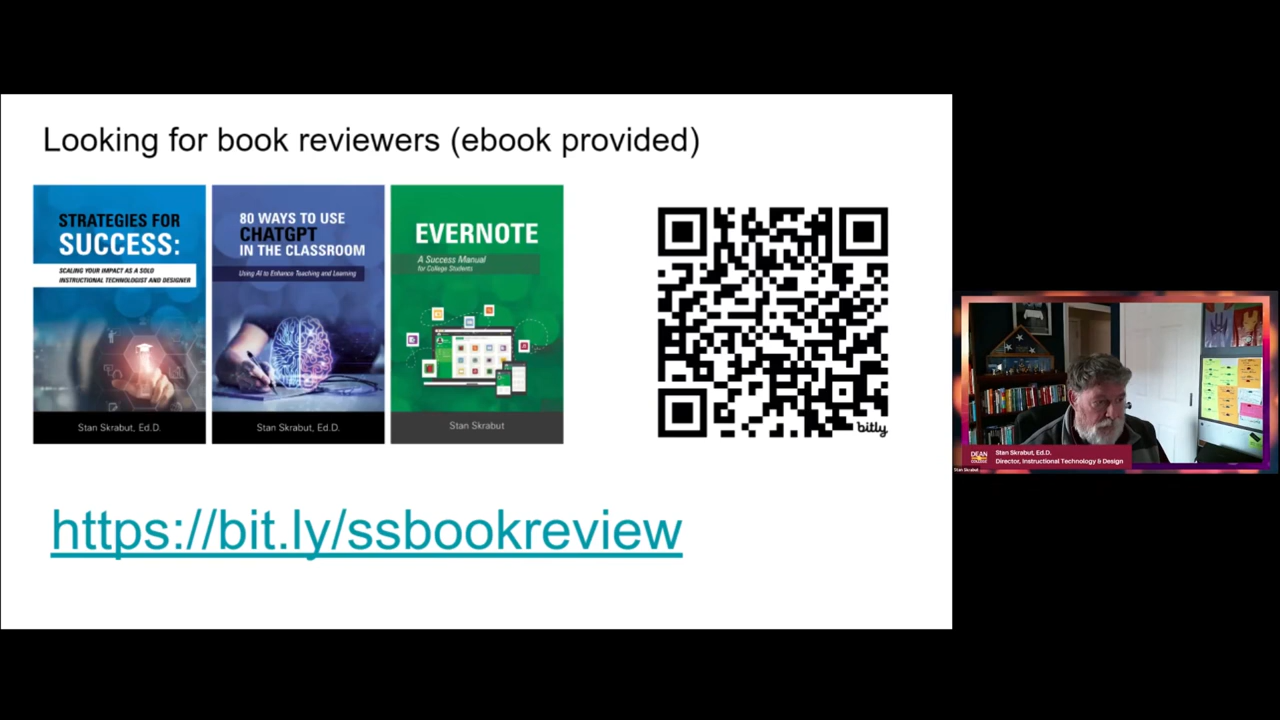 Looking for book reviewers (ebook provided)
STRATEGIES FOR
SUCCESS:
SCALING YOUR IMPACT AS A SOLO
INSTRUCTIONAL TECHNOLOGIST AND DESIGNER
Stan Skrabut, Ed.D.
80 WAYS TO USE
CHATGPT
IN THE CLASSROOM
Using AI to Enhance Teaching and Learning
Stan Skrabut, Ed.D.
EVERNOTE
A Success Manual
for College Students
Stan Skrabut
bitly
https://bit.ly/ssbookreview
DEAN
Stan Skrabut, Ed.D.
Director, Instructional Technology & Design
Stan Skrabut